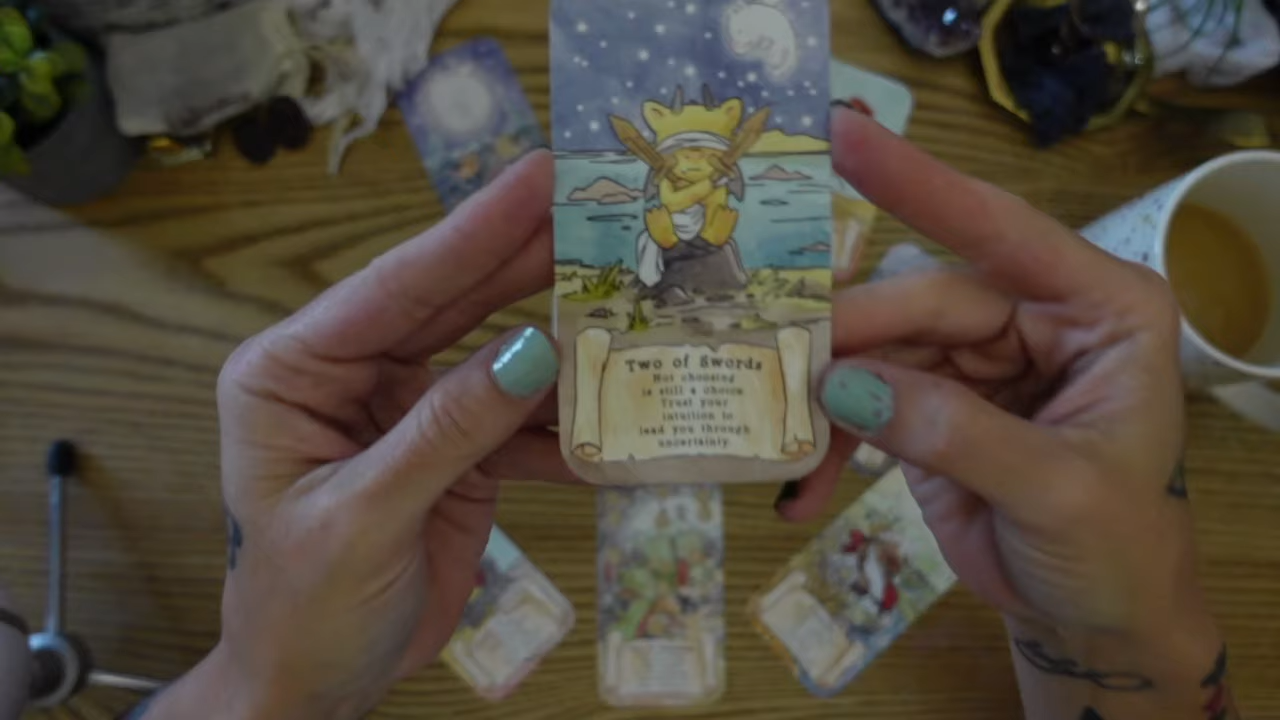 Two of Swords
Not choosing
is still a choice.
Trust your
intuition to
lead you through
uncertainty.